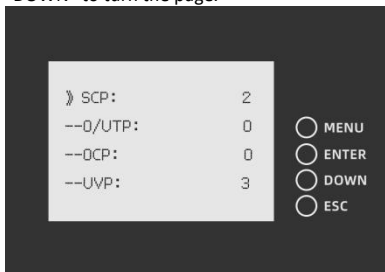 "DOWN" to turn the page.
》SCP: 2
--O/UTP: 0
--OCP: 0
--UVP: 3
MENU
ENTER
DOWN
ESC